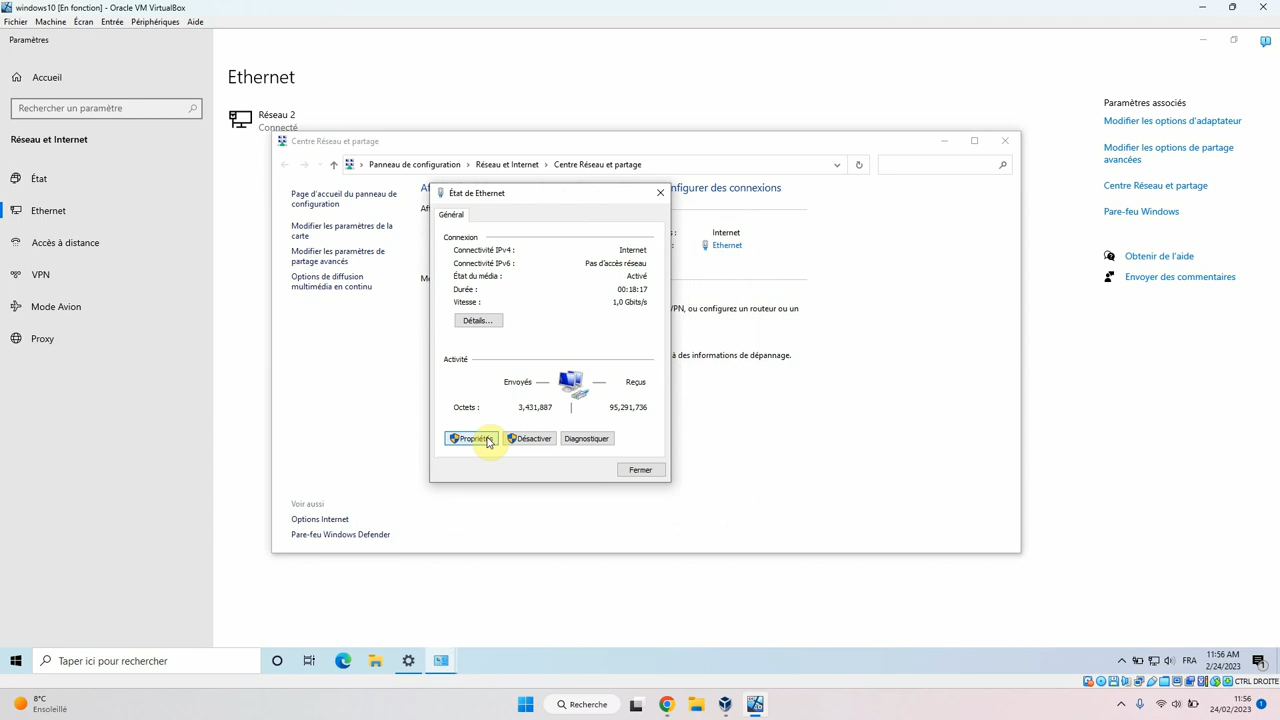 windows10 [En fonction] - Oracle VM VirtualBox
Fichier Machine Écran Entrée Périphériques Aide
Paramètres
Accueil
Rechercher un paramètre
Réseau et Internet
État
Ethernet
Accès à distance
VPN
Mode Avion
Proxy
Ethernet
Réseau 2
Connecté
Paramètres associés
Modifier les options d'adaptateur
Modifier les options de partage
avancées
Centre Réseau et partage
Pare-feu Windows
Obtenir de l'aide
Envoyer des commentaires
Centre Réseau et partage
Panneau de configuration › Réseau et Internet › Centre Réseau et partage
Page d'accueil du panneau de
configuration
Modifier les paramètres de la
carte
Modifier les paramètres de
partage avancés
Options de diffusion
multimédia en continu
Voir aussi
Options Internet
Pare-feu Windows Defender
nfigurer des connexions
Internet
Ethernet
VPN, ou configurez un routeur ou un
à des informations de dépannage.
État de Ethernet
Général
Connexion
Connectivité IPv4 : Internet
Connectivité IPv6 : Pas d'accès réseau
État du média : Activé
Durée : 00:18:17
Vitesse : 1,0 Gbits/s
Détails...
Activité
Envoyés — — Reçus
Octets : 3,431,887 | 95,291,736
Propriétés Désactiver Diagnostiquer
Fermer
Taper ici pour rechercher
FRA
11:56 AM
2/24/2023
1
CTRL DROITE
8°C
Ensoleillé
Recherche
11:56
24/02/2023
1